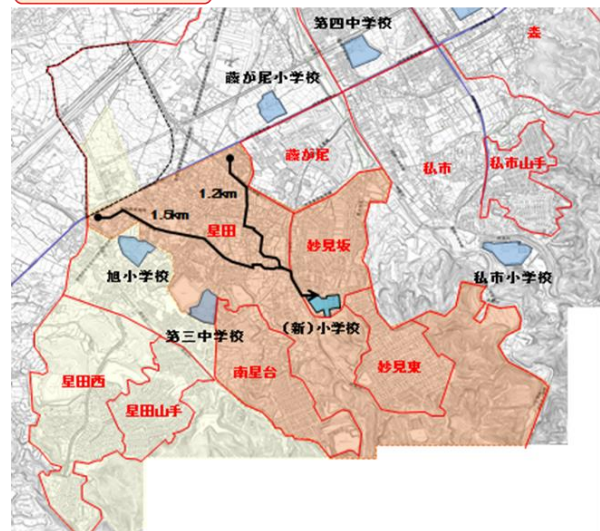 第四中学校
藤が尾小学校
藤が尾
私市
私市山手
1.2km
1.5km
星田
妙見坂
旭小学校
私市小学校
第三中学校
(新)小学校
星田西
南星台
妙見東
星田山手